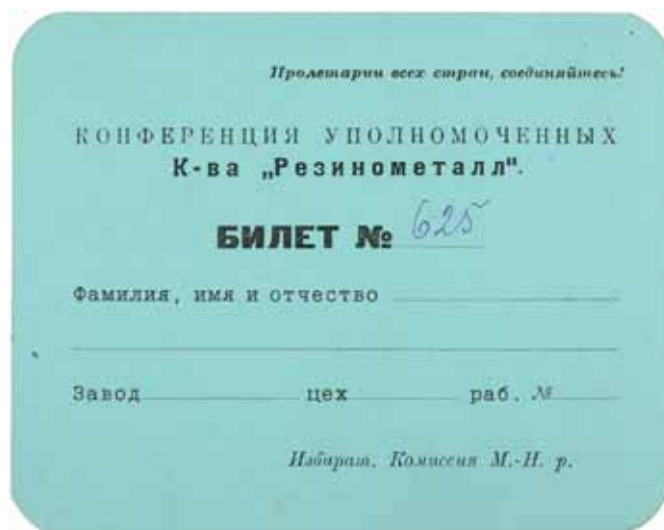 Пролетарии всех стран, соединяйтесь!
КОНФЕРЕНЦИЯ УПОЛНОМОЧЕННЫХ
К-ва „Резинометалл".
БИЛЕТ № 625
Фамилия, имя и отчество
Завод цех раб. №
Избират. Комиссия М.-Н. р.